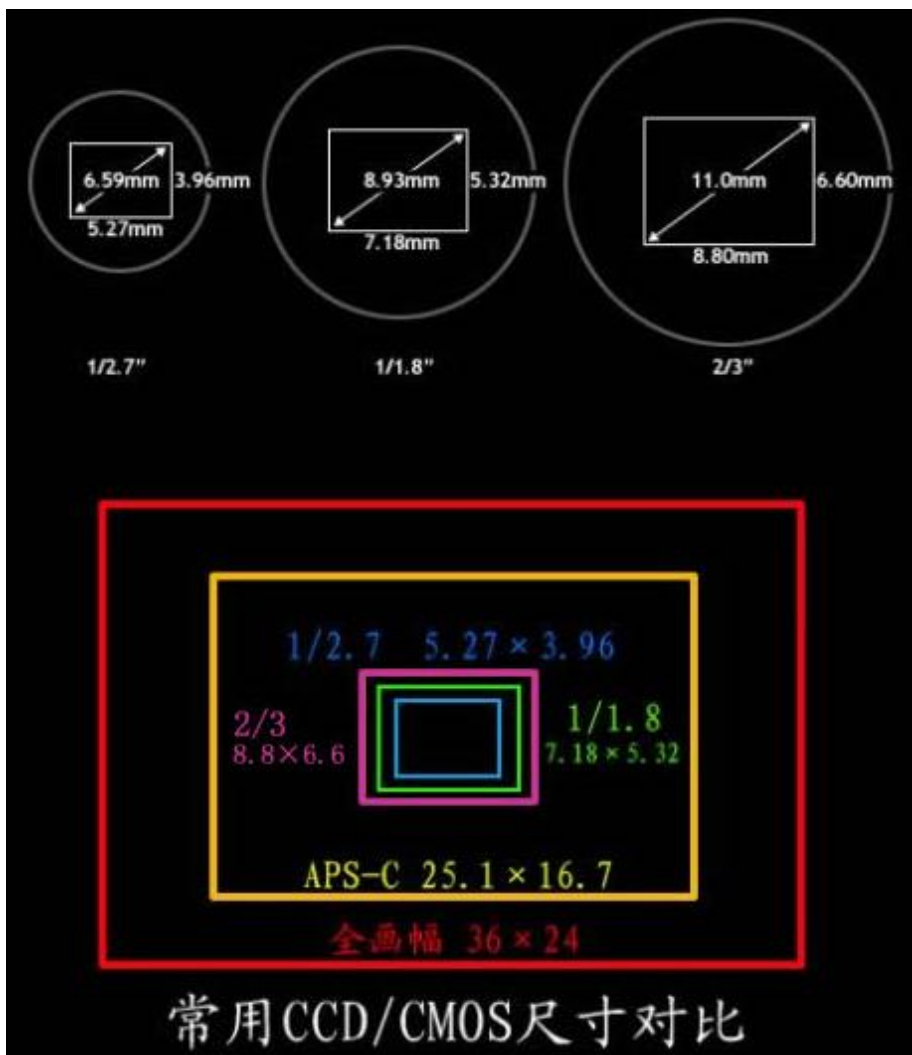 6.59mm 3.96mm
5.27mm
8.93mm 5.32mm
7.18mm
11.0mm 6.60mm
8.80mm
1/2.7"
1/1.8"
2/3"
1/2.7 5.27×3.96
2/3
8.8×6.6
1/1.8
7.18×5.32
APS-C 25.1×16.7
全画幅 36×24
常用CCD/CMOS尺寸对比